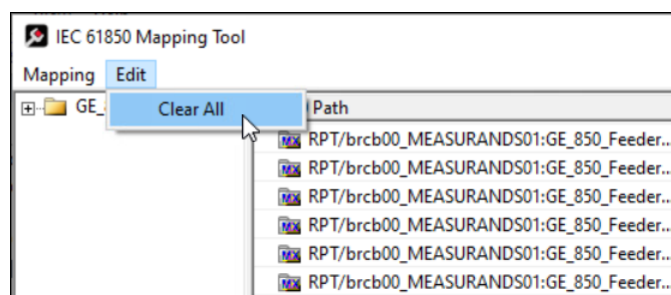 IEC 61850 Mapping Tool
Mapping Edit
GE_ Clear All Path
RPT/brcb00_MEASURANDS01:GE_850_Feeder...
RPT/brcb00_MEASURANDS01:GE_850_Feeder...
RPT/brcb00_MEASURANDS01:GE_850_Feeder...
RPT/brcb00_MEASURANDS01:GE_850_Feeder...
RPT/brcb00_MEASURANDS01:GE_850_Feeder...
RPT/brcb00_MEASURANDS01:GE_850_Feeder...